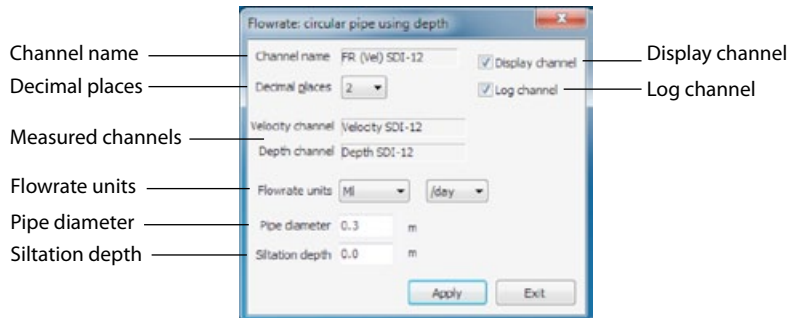 Flowrate: circular pipe using depth
Channel name
Decimal places
Measured channels
Flowrate units
Pipe diameter
Siltation depth
Channel name FR (Vel) SDI-12
Decimal places 2
Velocity channel Velocity SDI-12
Depth channel Depth SDI-12
Flowrate units Ml /day
Pipe diameter 0.3 m
Siltation depth 0.0 m
Display channel
Log channel
Apply Exit
Display channel
Log channel